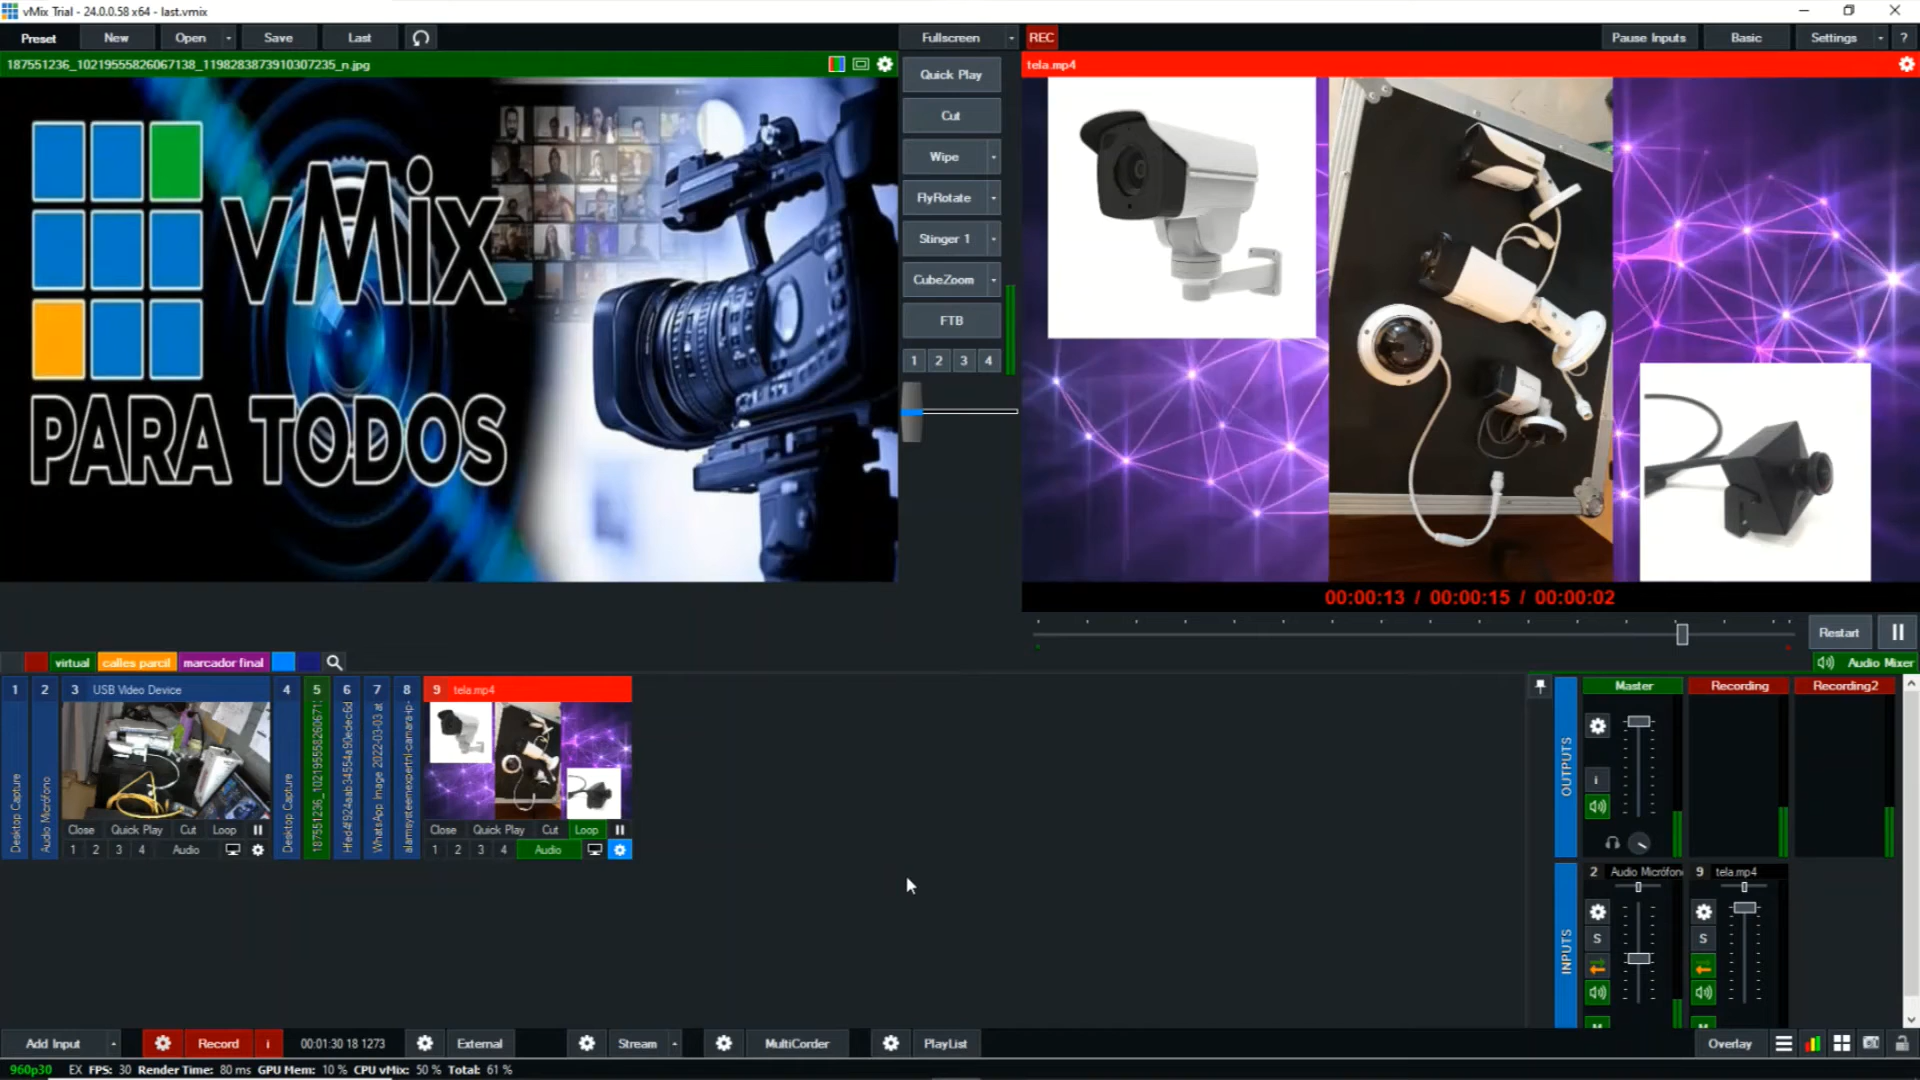 vMix Trial - 24.0.0.58 x64 - last.vmix
Preset New Open Save Last Fullscreen REC Pause Inputs Basic Settings ?
187551236_10219555826067138_1198283873910307235_n.jpg
tela.mp4
Quick Play
Cut
Wipe
FlyRotate
Stinger 1
CubeZoom
FTB
1 2 3 4
vMix
PARA TODOS
00:00:13 / 00:00:15 / 00:00:02
Restart
virtual calles parcil marcador final
Audio Mixer
1 Desktop Capture
2 Audio Micrófono
3 USB Video Device
Close Quick Play Cut Loop
1 2 3 4 Audio
4 Desktop Capture
5
6
7 WhatsApp Image 2022-03-03 at
8
9 tela.mp4
Close Quick Play Cut Loop
1 2 3 4 Audio
OUTPUTS
Master Recording Recording2
INPUTS
2 Audio Micrófono 9 tela.mp4
S S
M M
Add Input Record i 00:01:30 18 1273 External Stream MultiCorder PlayList Overlay
960p30 EX FPS: 30 Render Time: 80 ms GPU Mem: 10 % CPU vMix: 50 % Total: 61 %